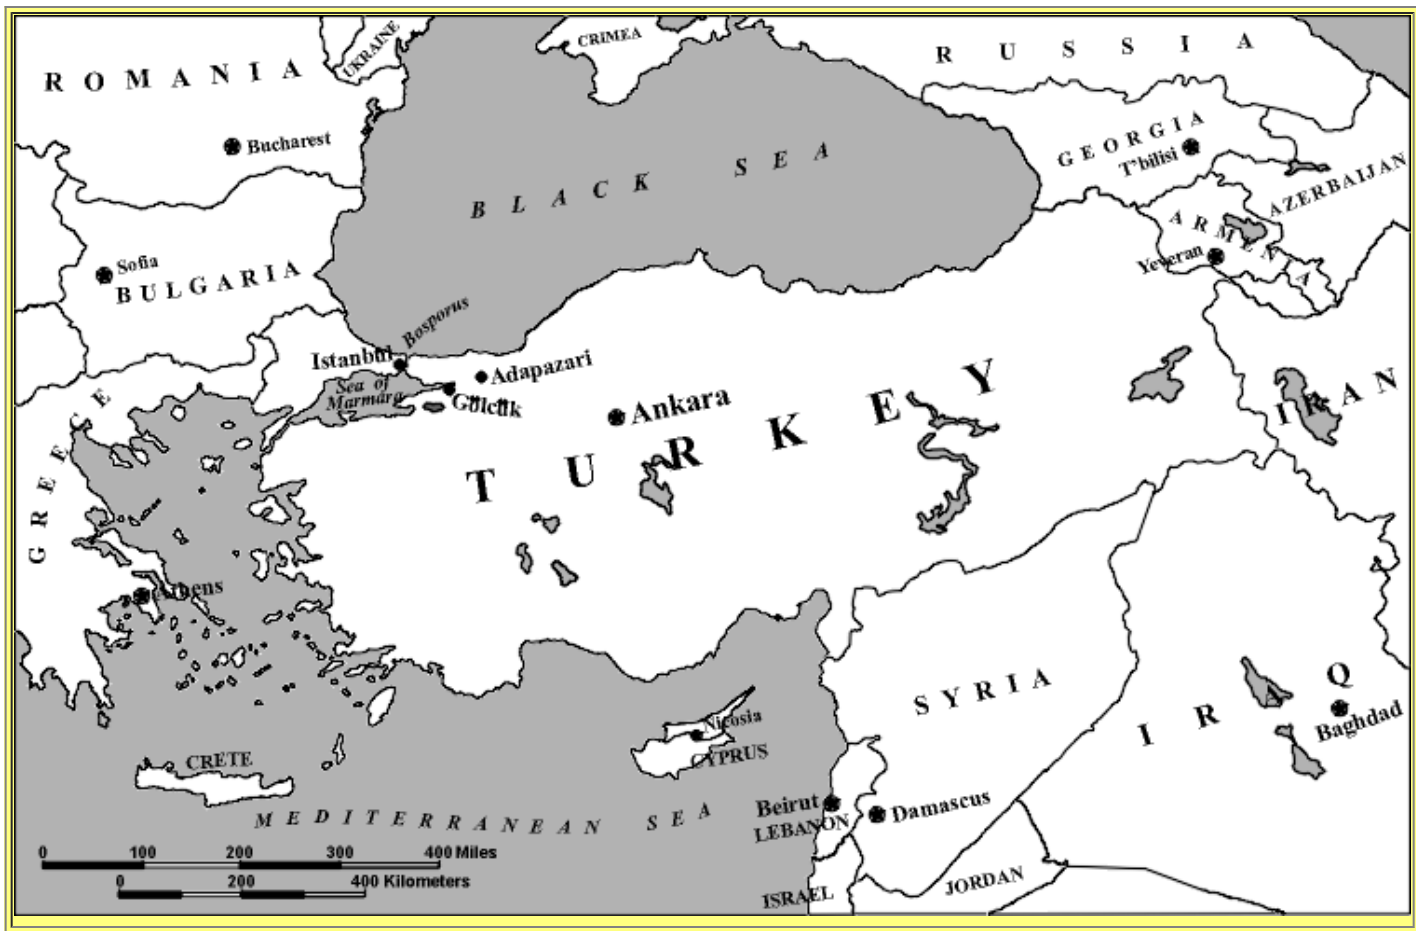 ROMANIA
UKRAINE
CRIMEA
RUSSIA
Bucharest
BLACK SEA
GEORGIA
T'bilisi
AZERBAIJAN
ARMENIA
Yeveran
Sofia
BULGARIA
Bosporus
Istanbul
Sea of
Marmara
Adapazari
Gölcük
Ankara
TURKEY
IRAN
GREECE
Athens
SYRIA
IRAQ
Baghdad
Nicosia
CYPRUS
CRETE
MEDITERRANEAN SEA
Beirut
LEBANON
Damascus
ISRAEL
JORDAN
0 100 200 300 400 Miles
0 200 400 Kilometers